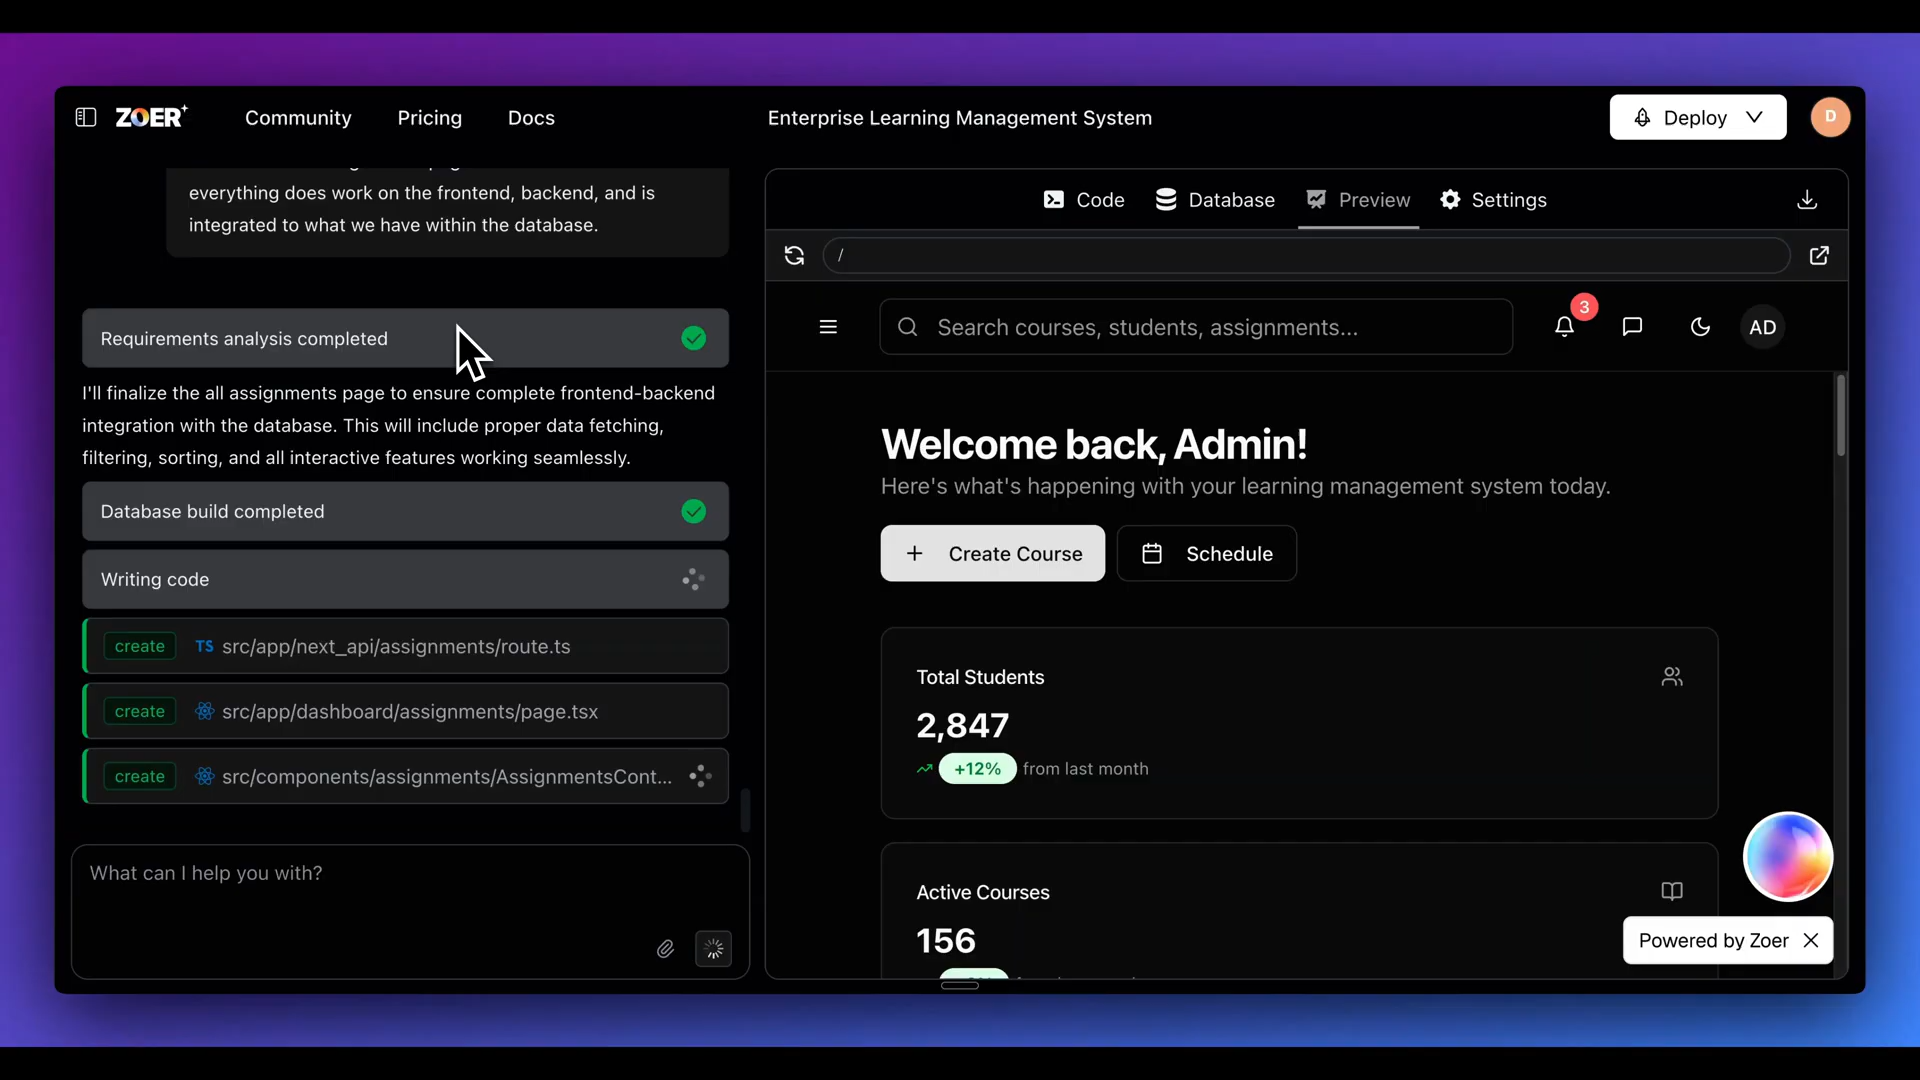 ZOER
Community
Pricing
Docs
Enterprise Learning Management System
Deploy
D
everything does work on the frontend, backend, and is
integrated to what we have within the database.
Requirements analysis completed
I'll finalize the all assignments page to ensure complete frontend-backend
integration with the database. This will include proper data fetching,
filtering, sorting, and all interactive features working seamlessly.
Database build completed
Writing code
create TS src/app/next_api/assignments/route.ts
create src/app/dashboard/assignments/page.tsx
create src/components/assignments/AssignmentsCont...
What can I help you with?
Code
Database
Preview
Settings
/
Search courses, students, assignments...
3
AD
Welcome back, Admin!
Here's what's happening with your learning management system today.
Create Course
Schedule
Total Students
2,847
+12% from last month
Active Courses
156
Powered by Zoer